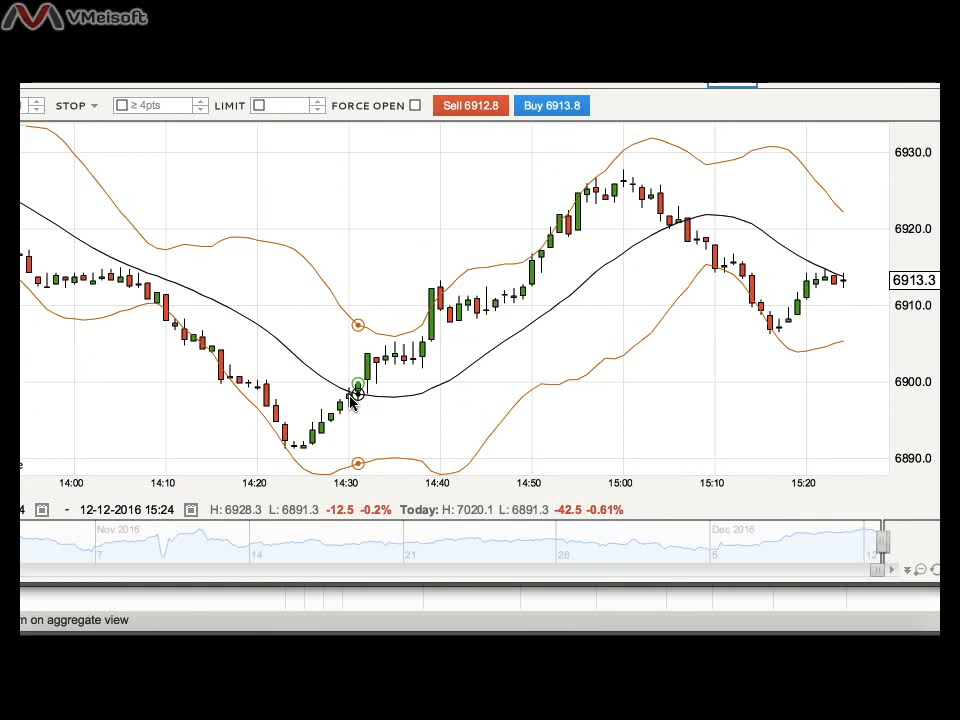 VMeisoft
STOP ≥ 4pts LIMIT FORCE OPEN Sell 6912.8 Buy 6913.8
6930.0
6920.0
6913.3
6910.0
6900.0
6890.0
14:00 14:10 14:20 14:30 14:40 14:50 15:00 15:10 15:20
4 - 12-12-2016 15:24 H: 6928.3 L: 6891.3 -12.5 -0.2% Today: H: 7020.1 L: 6891.3 -42.5 -0.61%
Nov 2016 Dec 2016
7 14 21 28 5 12
n on aggregate view